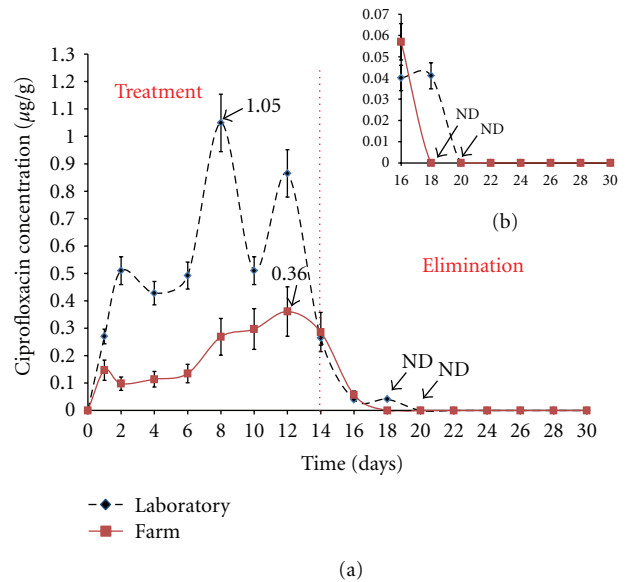 Ciprofloxacin concentration (µg/g)
1.3
1.2
1.1
1
0.9
0.8
0.7
0.6
0.5
0.4
0.3
0.2
0.1
0
Treatment
1.05
0.36
Elimination
ND
ND
0 2 4 6 8 10 12 14 16 18 20 22 24 26 28 30
Time (days)
Laboratory
Farm
(a)
0.07
0.06
0.05
0.04
0.03
0.02
0.01
0
ND
ND
16 18 20 22 24 26 28 30
(b)